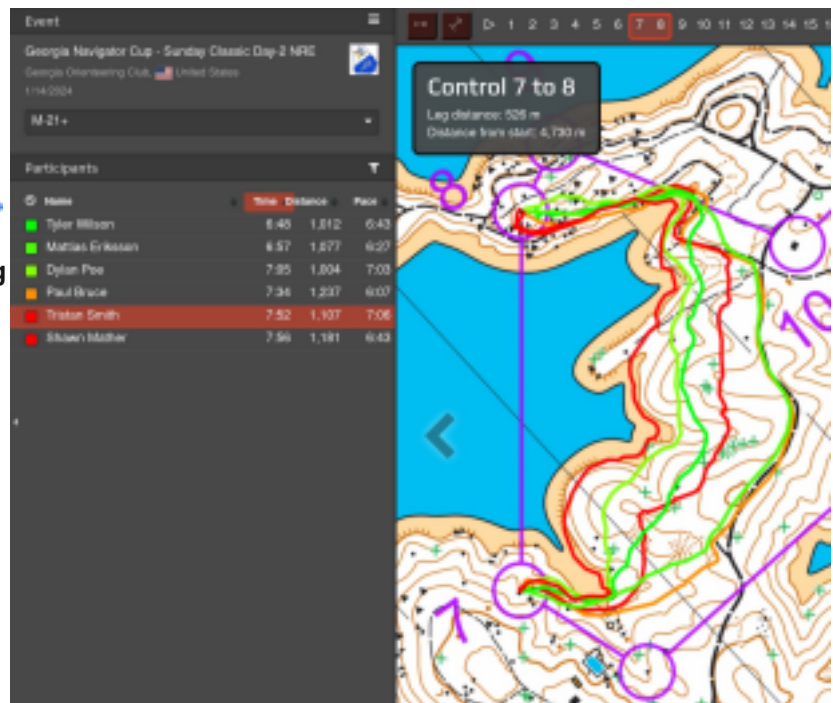 Event
Georgia Navigator Cup - Sunday Classic Day-2 NRE
Georgia Orienteering Club, United States
1/14/2024
M-21+
Participants
Name Time Distance Pace
Tyler Wilson 6:48 1,012 6:43
Mattias Eriksson 6:57 1,077 6:27
Dylan Poe 7:05 1,004 7:03
Paul Bruce 7:34 1,237 6:07
Tristan Smith 7:52 1,107 7:06
Shawn Mather 7:56 1,181 6:43
g
1 2 3 4 5 6 7 8 9 10 11 12 13 14 15
Control 7 to 8
Leg distance: 526 m
Distance from start: 4,730 m
10
7